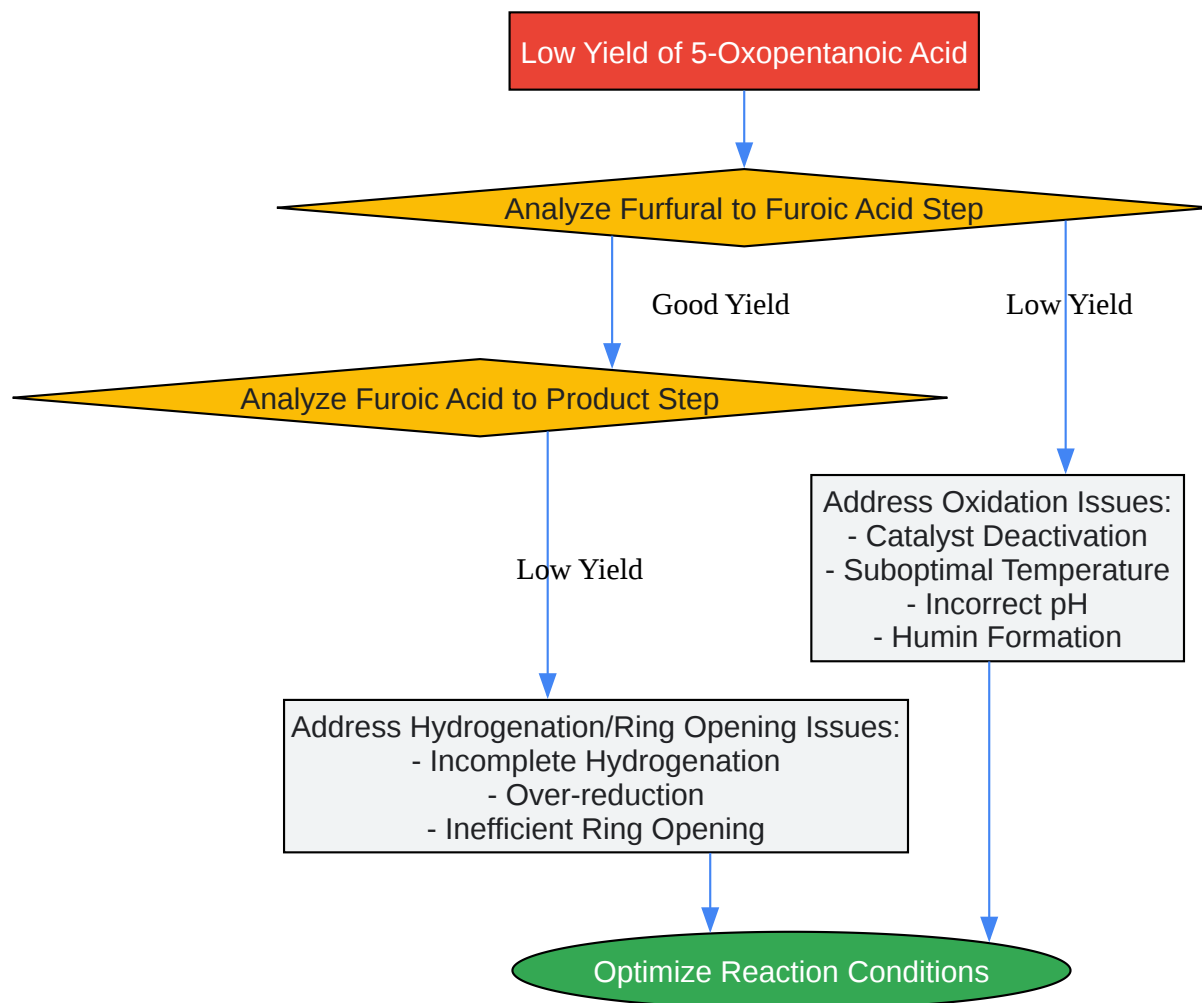 Low Yield of 5-Oxopentanoic Acid
Analyze Furfural to Furoic Acid Step
Good Yield
Low Yield
Analyze Furoic Acid to Product Step
Address Oxidation Issues:
- Catalyst Deactivation
- Suboptimal Temperature
- Incorrect pH
- Humin Formation
Low Yield
Address Hydrogenation/Ring Opening Issues:
- Incomplete Hydrogenation
- Over-reduction
- Inefficient Ring Opening
Optimize Reaction Conditions